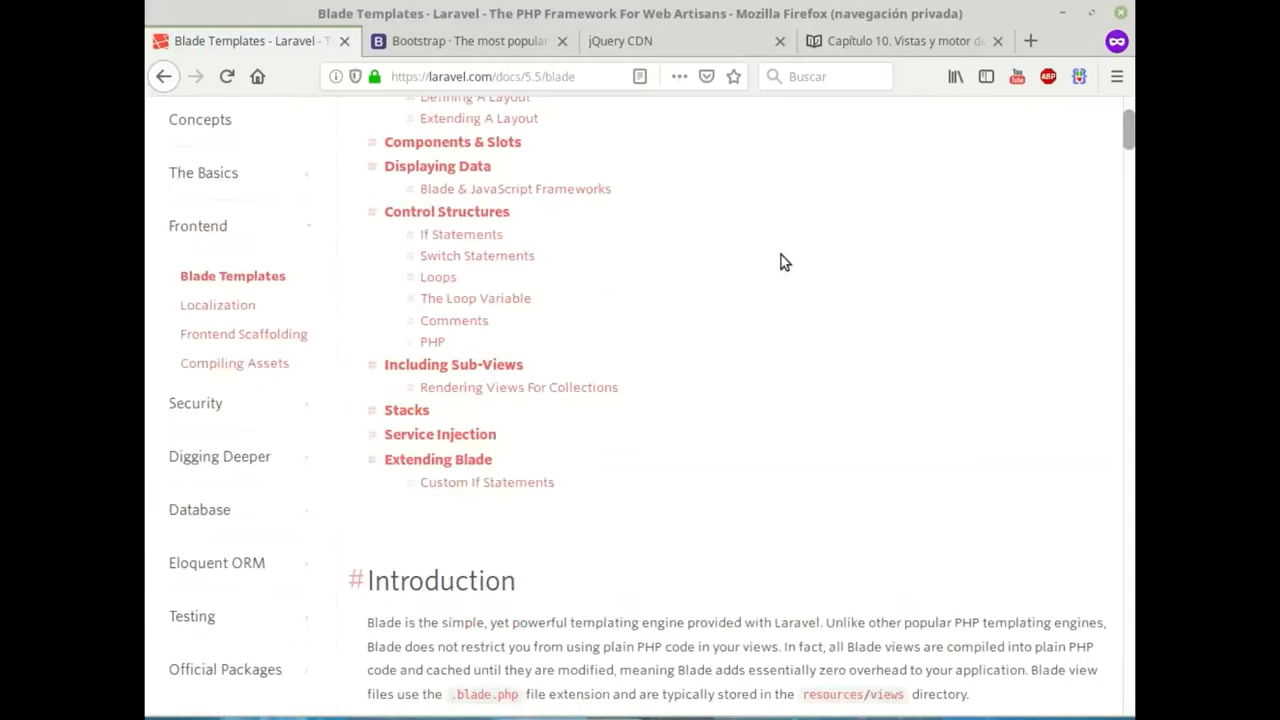 Blade Templates - Laravel - The PHP Framework For Web Artisans - Mozilla Firefox (navegación privada)
Blade Templates - Laravel - T
Bootstrap · The most popular
jQuery CDN
Capítulo 10. Vistas y motor de
https://laravel.com/docs/5.5/blade
Buscar
Defining A Layout
Concepts
Extending A Layout
Components & Slots
Displaying Data
The Basics
Blade & JavaScript Frameworks
Control Structures
Frontend
If Statements
Switch Statements
Blade Templates
Loops
Localization
The Loop Variable
Comments
Frontend Scaffolding
PHP
Compiling Assets
Including Sub-Views
Rendering Views For Collections
Security
Stacks
Service Injection
Digging Deeper
Extending Blade
Custom If Statements
Database
Eloquent ORM
# Introduction
Testing
Blade is the simple, yet powerful templating engine provided with Laravel. Unlike other popular PHP templating engines,
Blade does not restrict you from using plain PHP code in your views. In fact, all Blade views are compiled into plain PHP
Official Packages
code and cached until they are modified, meaning Blade adds essentially zero overhead to your application. Blade view
files use the .blade.php file extension and are typically stored in the resources/views directory.